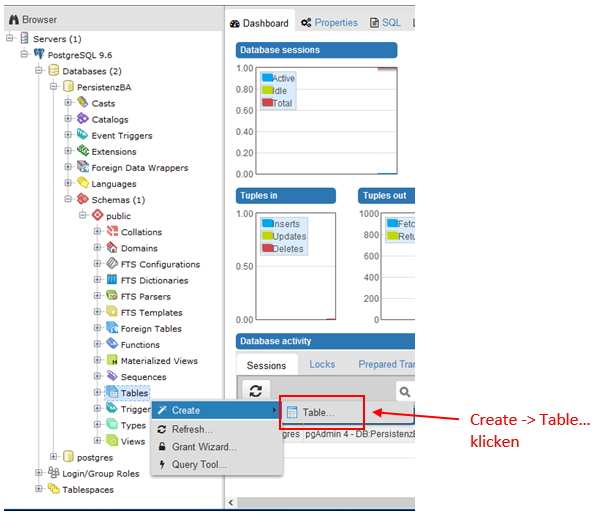 Browser
Servers (1)
PostgreSQL 9.6
Databases (2)
PersistenzBA
Casts
Catalogs
Event Triggers
Extensions
Foreign Data Wrappers
Languages
Schemas (1)
public
Collations
Domains
FTS Configurations
FTS Dictionaries
FTS Parsers
FTS Templates
Foreign Tables
Functions
Materialized Views
Sequences
Tables
Trigger
Types
Views
postgres
Login/Group Roles
Tablespaces
Create
Refresh...
Grant Wizard...
Query Tool...
Table...
Dashboard
Properties
SQL
Database sessions
1.00
0.80
0.60
0.40
0.20
0.00
Active
Idle
Total
Tuples in
1.00
0.50
0.00
Inserts
Updates
Deletes
Tuples out
1000
800
600
400
200
0
Fetc
Retu
Database activity
Sessions
Locks
Prepared Tran
gres
pgAdmin 4 - DB:PersistenzB
Create -> Table...
klicken